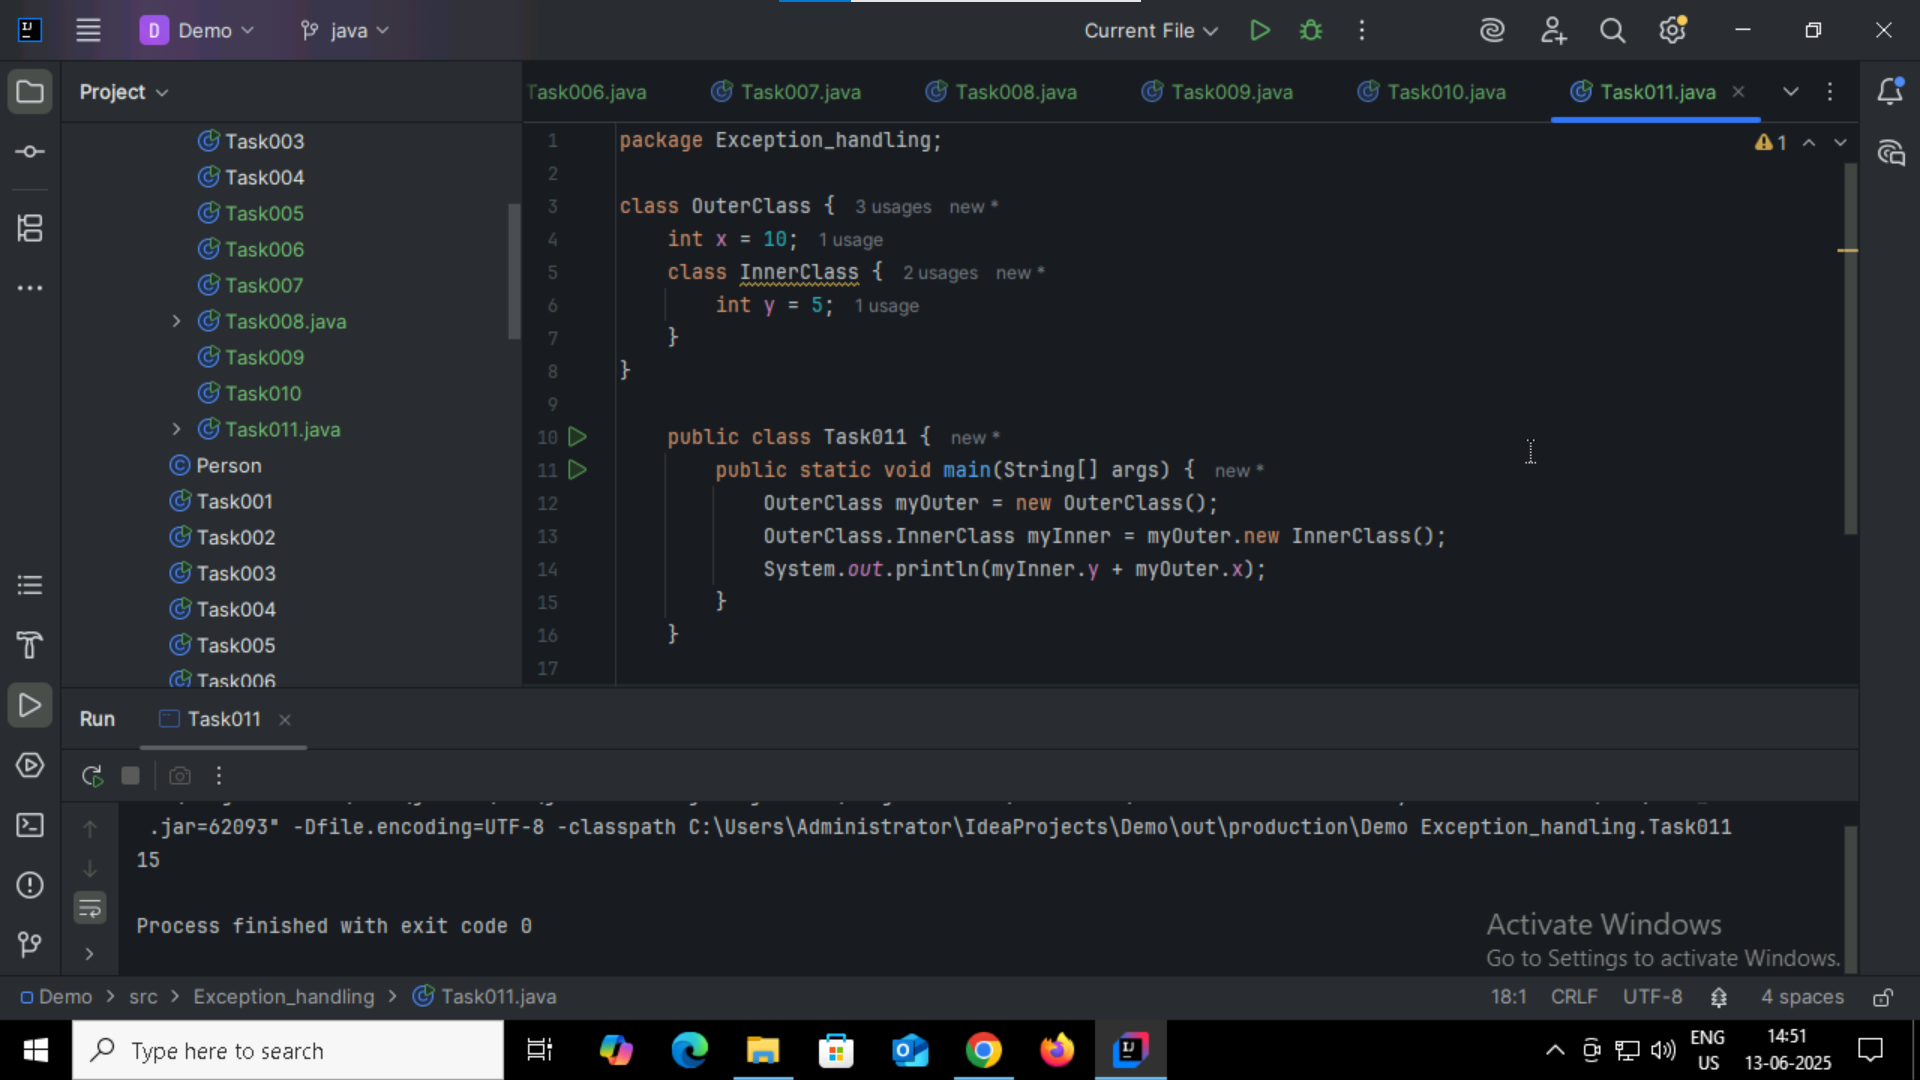 D Demo java Current File
Project Task006.java Task007.java Task008.java Task009.java Task010.java Task011.java
Task003
Task004
Task005
Task006
Task007
Task008.java
Task009
Task010
Task011.java
Person
Task001
Task002
Task003
Task004
Task005
Task006
1 package Exception_handling; 1
2
3 class OuterClass { 3 usages new *
4 int x = 10; 1 usage
5 class InnerClass { 2 usages new *
6 int y = 5; 1 usage
7 }
8 }
9
10 public class Task011 { new *
11 public static void main(String[] args) { new *
12 OuterClass myOuter = new OuterClass();
13 OuterClass.InnerClass myInner = myOuter.new InnerClass();
14 System.out.println(myInner.y + myOuter.x);
15 }
16 }
17
Run Task011
.jar=62093" -Dfile.encoding=UTF-8 -classpath C:\Users\Administrator\IdeaProjects\Demo\out\production\Demo Exception_handling.Task011
15
Process finished with exit code 0
Activate Windows
Go to Settings to activate Windows.
Demo > src > Exception_handling > Task011.java 18:1 CRLF UTF-8 4 spaces
Type here to search
ENG
US
14:51
13-06-2025